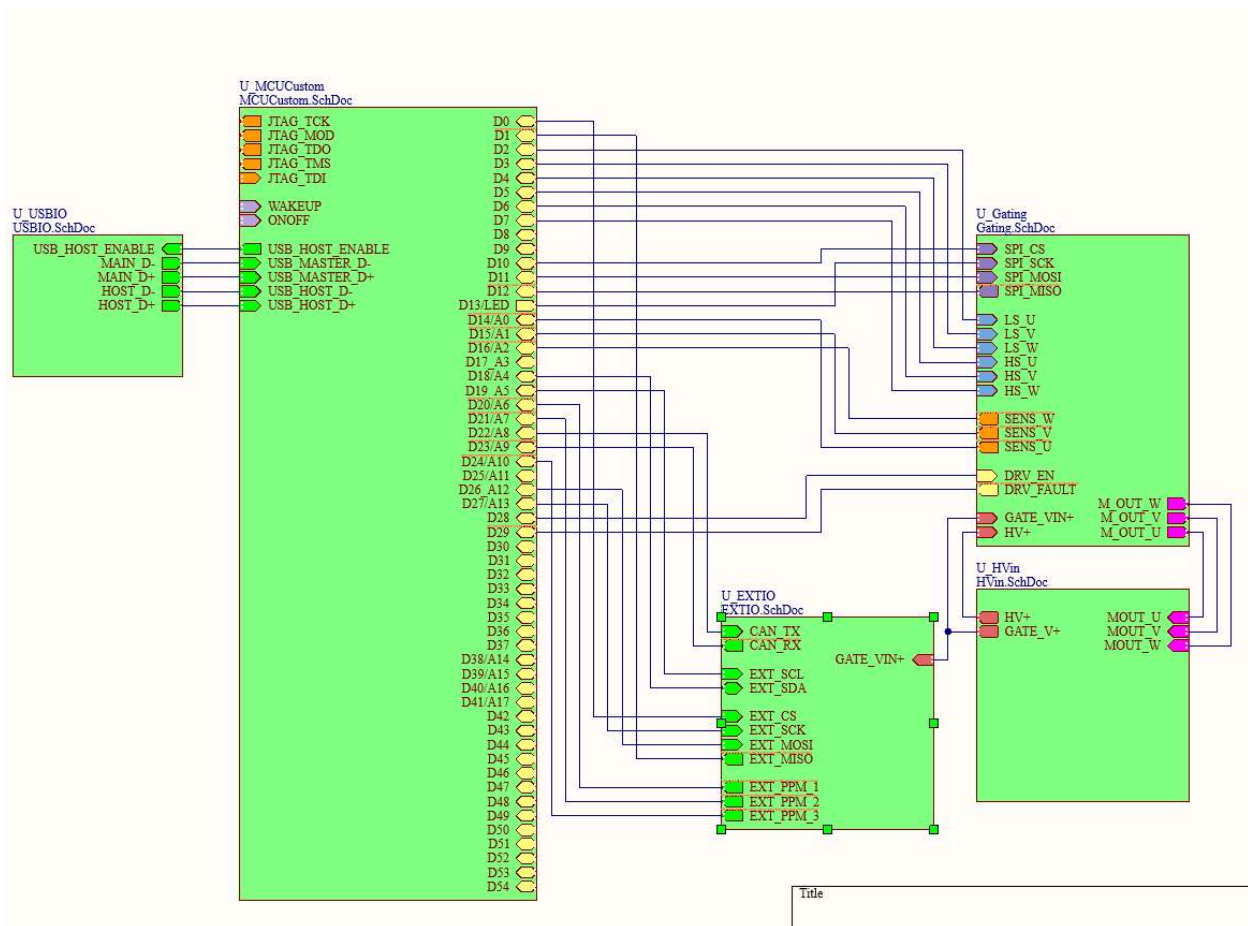 U_MCUCustom
MCUCustom.SchDoc
JTAG_TCK
JTAG_MOD
JTAG_TDO
JTAG_TMS
JTAG_TDI
WAKEUP
ONOFF
USB_HOST_ENABLE
USB_MASTER_D-
USB_MASTER_D+
USB_HOST_D-
USB_HOST_D+
D0
D1
D2
D3
D4
D5
D6
D7
D8
D9
D10
D11
D12
D13/LED
D14/A0
D15/A1
D16/A2
D17_A3
D18/A4
D19_A5
D20/A6
D21/A7
D22/A8
D23/A9
D24/A10
D25/A11
D26_A12
D27/A13
D28
D29
D30
D31
D32
D33
D34
D35
D36
D37
D38/A14
D39/A15
D40/A16
D41/A17
D42
D43
D44
D45
D46
D47
D48
D49
D50
D51
D52
D53
D54
U_USBIO
USBIO.SchDoc
USB_HOST_ENABLE
MAIN_D-
MAIN_D+
HOST_D-
HOST_D+
U_Gating
Gating.SchDoc
SPI_CS
SPI_SCK
SPI_MOSI
SPI_MISO
LS_U
LS_V
LS_W
HS_U
HS_V
HS_W
SENS_W
SENS_V
SENS_U
DRV_EN
DRV_FAULT
GATE_VIN+
HV+
M_OUT_W
M_OUT_V
M_OUT_U
U_HVin
HVin.SchDoc
HV+
GATE_V+
MOUT_U
MOUT_V
MOUT_W
U_EXTIO
EXTIO.SchDoc
CAN_TX
CAN_RX
EXT_SCL
EXT_SDA
EXT_CS
EXT_SCK
EXT_MOSI
EXT_MISO
EXT_PPM_1
EXT_PPM_2
EXT_PPM_3
GATE_VIN+
Title